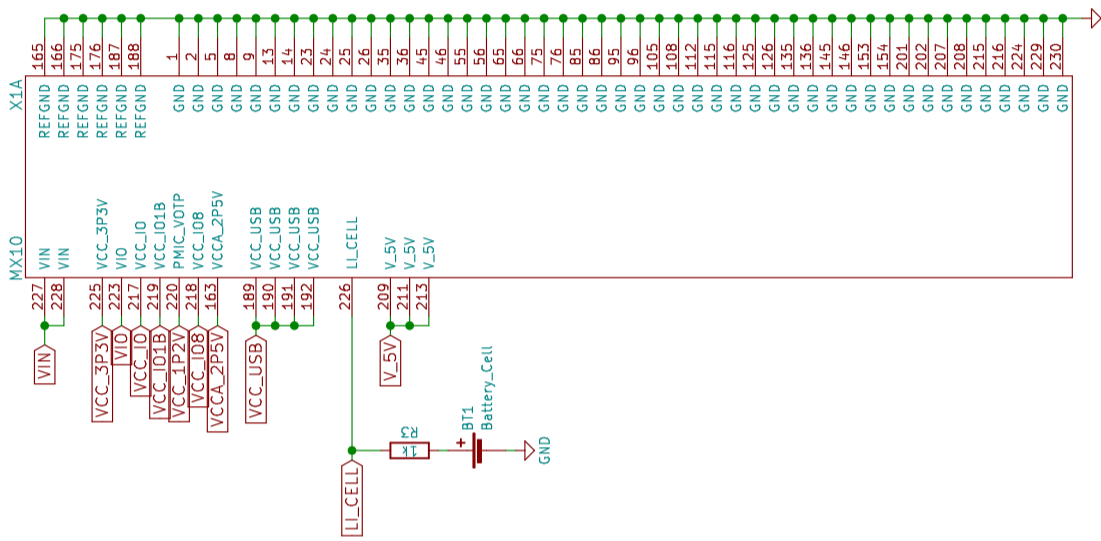 165 166 175 176 187 188 1 2 5 8 9 13 14 23 24 25 26 35 36 45 46 55 56 65 66 75 76 85 86 95 96 105 108 112 115 116 125 126 135 136 145 146 153 154 201 202 207 208 215 216 224 229 230
X1A
REFGND REFGND REFGND REFGND REFGND REFGND GND GND GND GND GND GND GND GND GND GND GND GND GND GND GND GND GND GND GND GND GND GND GND GND GND GND GND GND GND GND GND GND GND GND GND GND GND GND GND GND GND GND GND GND GND GND GND
MX10
VIN VIN VCC_3P3V VIO VCC_IO VCC_IO1B PMIC_VOTP VCC_IO8 VCCA_2P5V VCC_USB VCC_USB VCC_USB VCC_USB LI_CELL V_5V V_5V V_5V
227 228 225 223 217 219 220 218 163 189 190 191 192 226 209 211 213
VIN VCC_3P3V VIO VCC_IO VCC_IO1B VCC_1P2V VCC_IO8 VCCA_2P5V VCC_USB V_5V
R3
1k
+
BT1
Battery_Cell
GND
LI_CELL